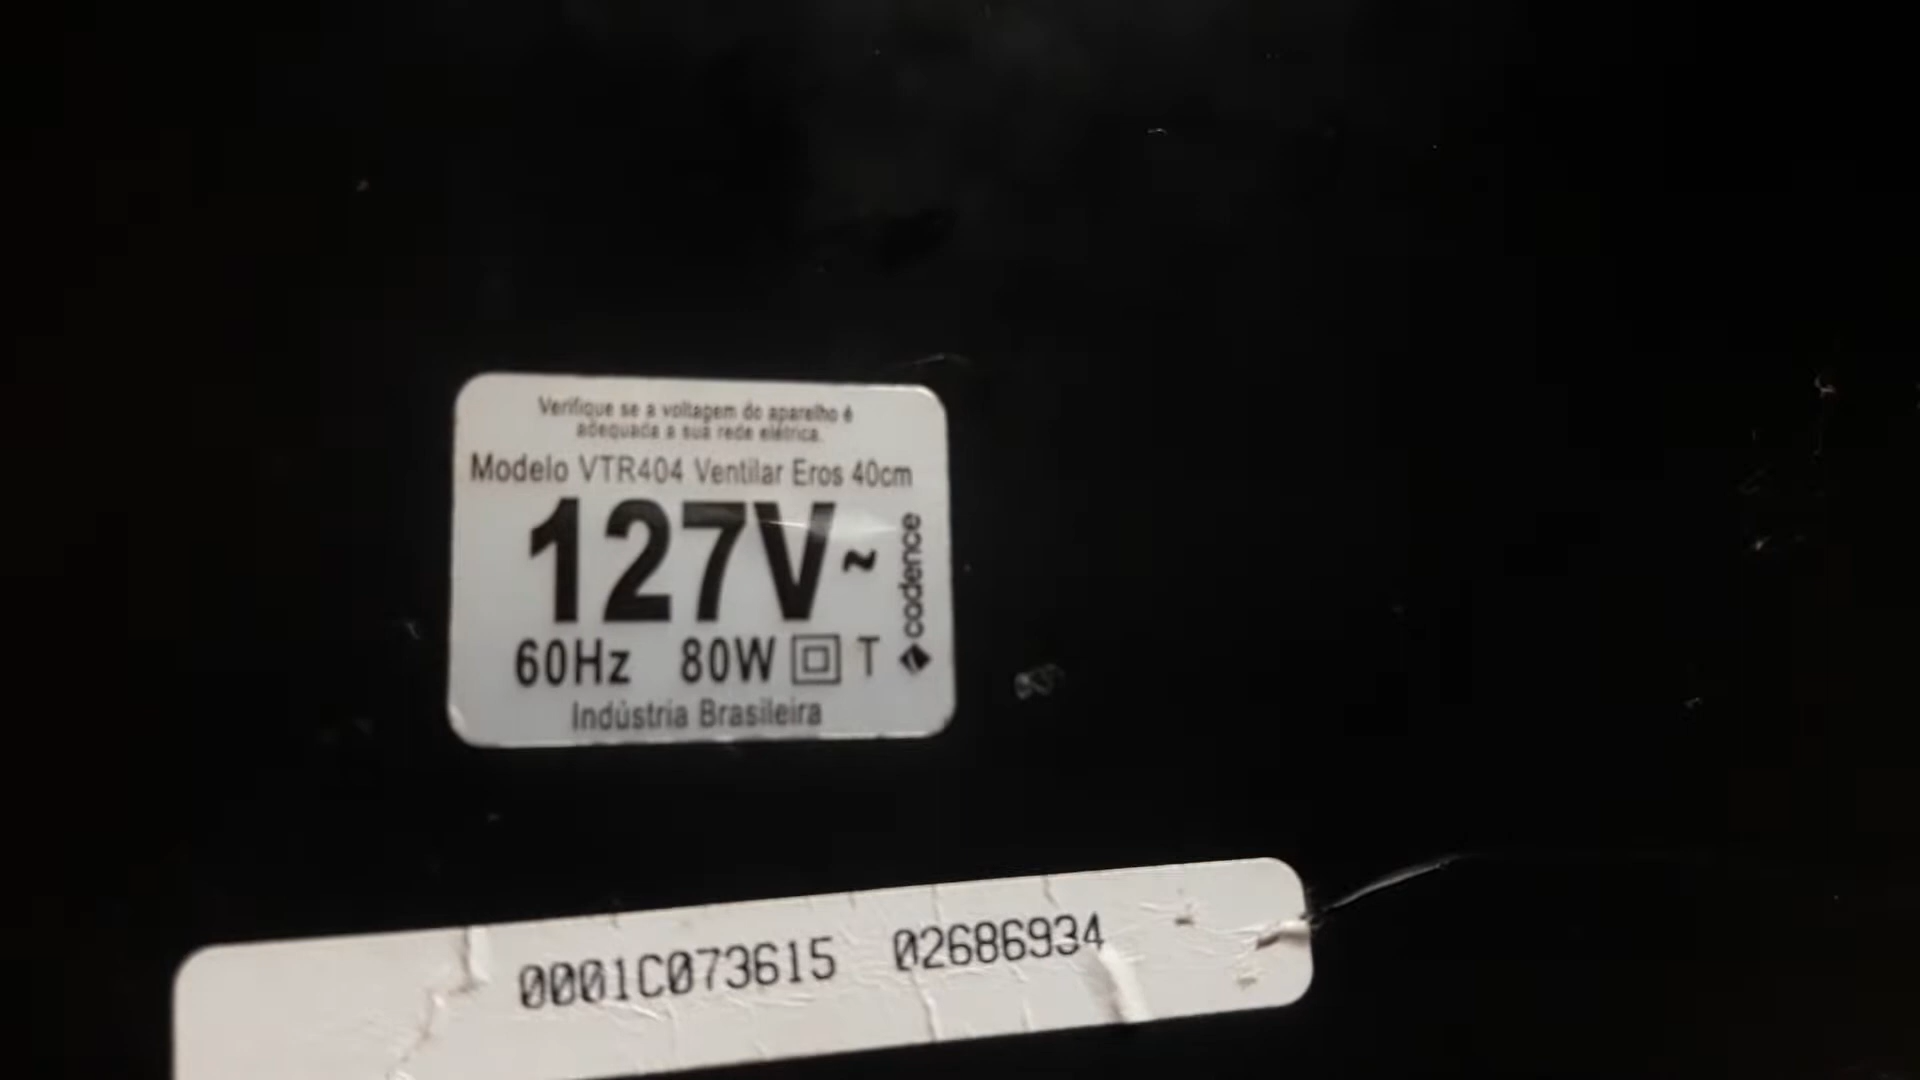 Verifique se a voltagem do aparelho é
adequada a sua rede elétrica.
Modelo VTR404 Ventilar Eros 40cm
127V~
cadence
60Hz 80W T
Indústria Brasileira
0001C073615 02686934